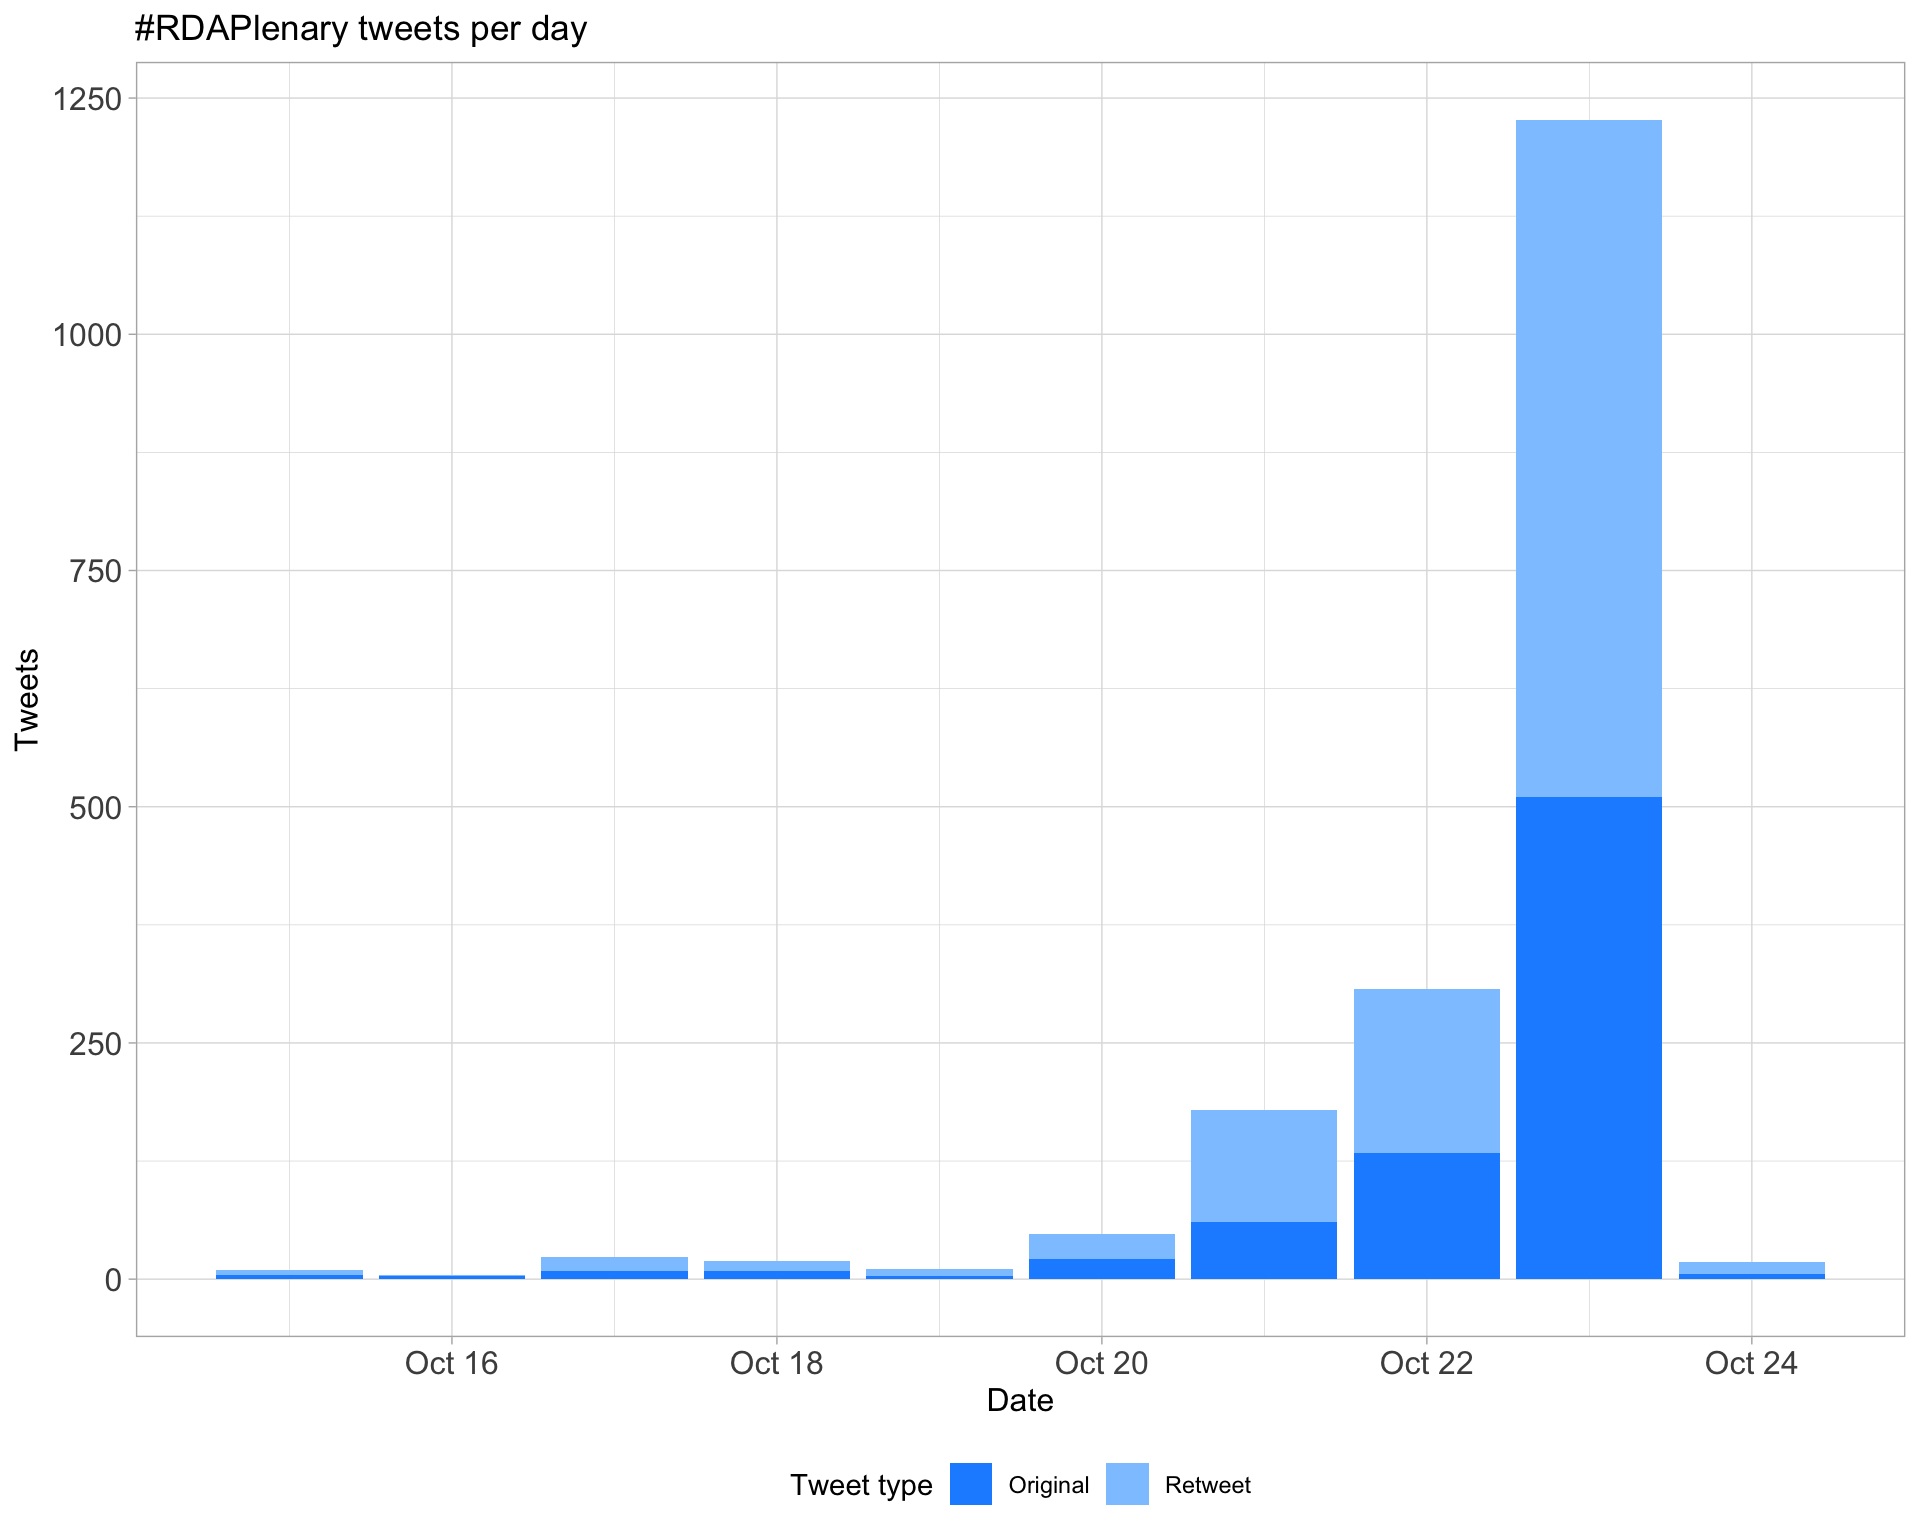 #RDAPlenary tweets per day
1250
1000
750
500
250
0
Tweets
Oct 16 Oct 18 Oct 20 Oct 22 Oct 24
Date
Tweet type Original Retweet